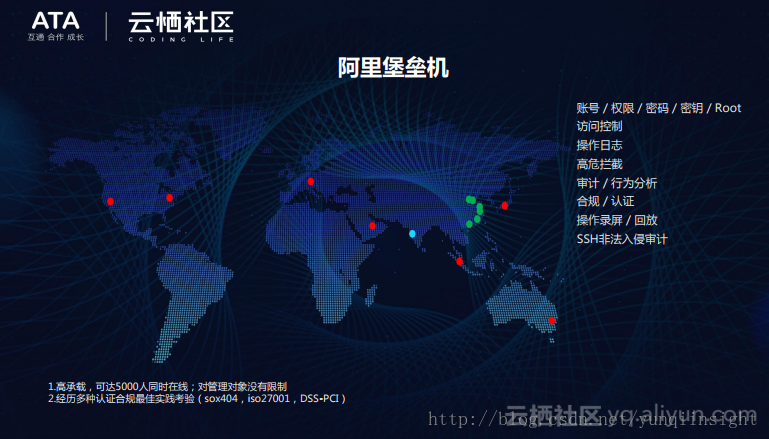 ATA
互通 合作 成长
云栖社区
CODING LIFE
阿里堡垒机
账号 / 权限 / 密码 / 密钥 / Root
访问控制
操作日志
高危拦截
审计 / 行为分析
合规 / 认证
操作录屏 / 回放
SSH非法入侵审计
1.高承载，可达5000人同时在线；对管理对象没有限制
2.经历多种认证合规最佳实践考验（sox404，iso27001，DSS-PCI）
云栖社区 yq.aliyun.com
http://blog.csdn.net/yunqiinsight